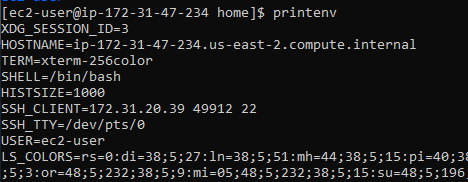 [ec2-user@ip-172-31-47-234 home]$ printenv
XDG_SESSION_ID=3
HOSTNAME=ip-172-31-47-234.us-east-2.compute.internal
TERM=xterm-256color
SHELL=/bin/bash
HISTSIZE=1000
SSH_CLIENT=172.31.20.39 49912 22
SSH_TTY=/dev/pts/0
USER=ec2-user
LS_COLORS=rs=0:di=38;5;27:ln=38;5;51:mh=44;38;5;15:pi=40;38
;5;3:or=48;5;232;38;5;9:mi=05;48;5;232;38;5;15:su=48;5;196